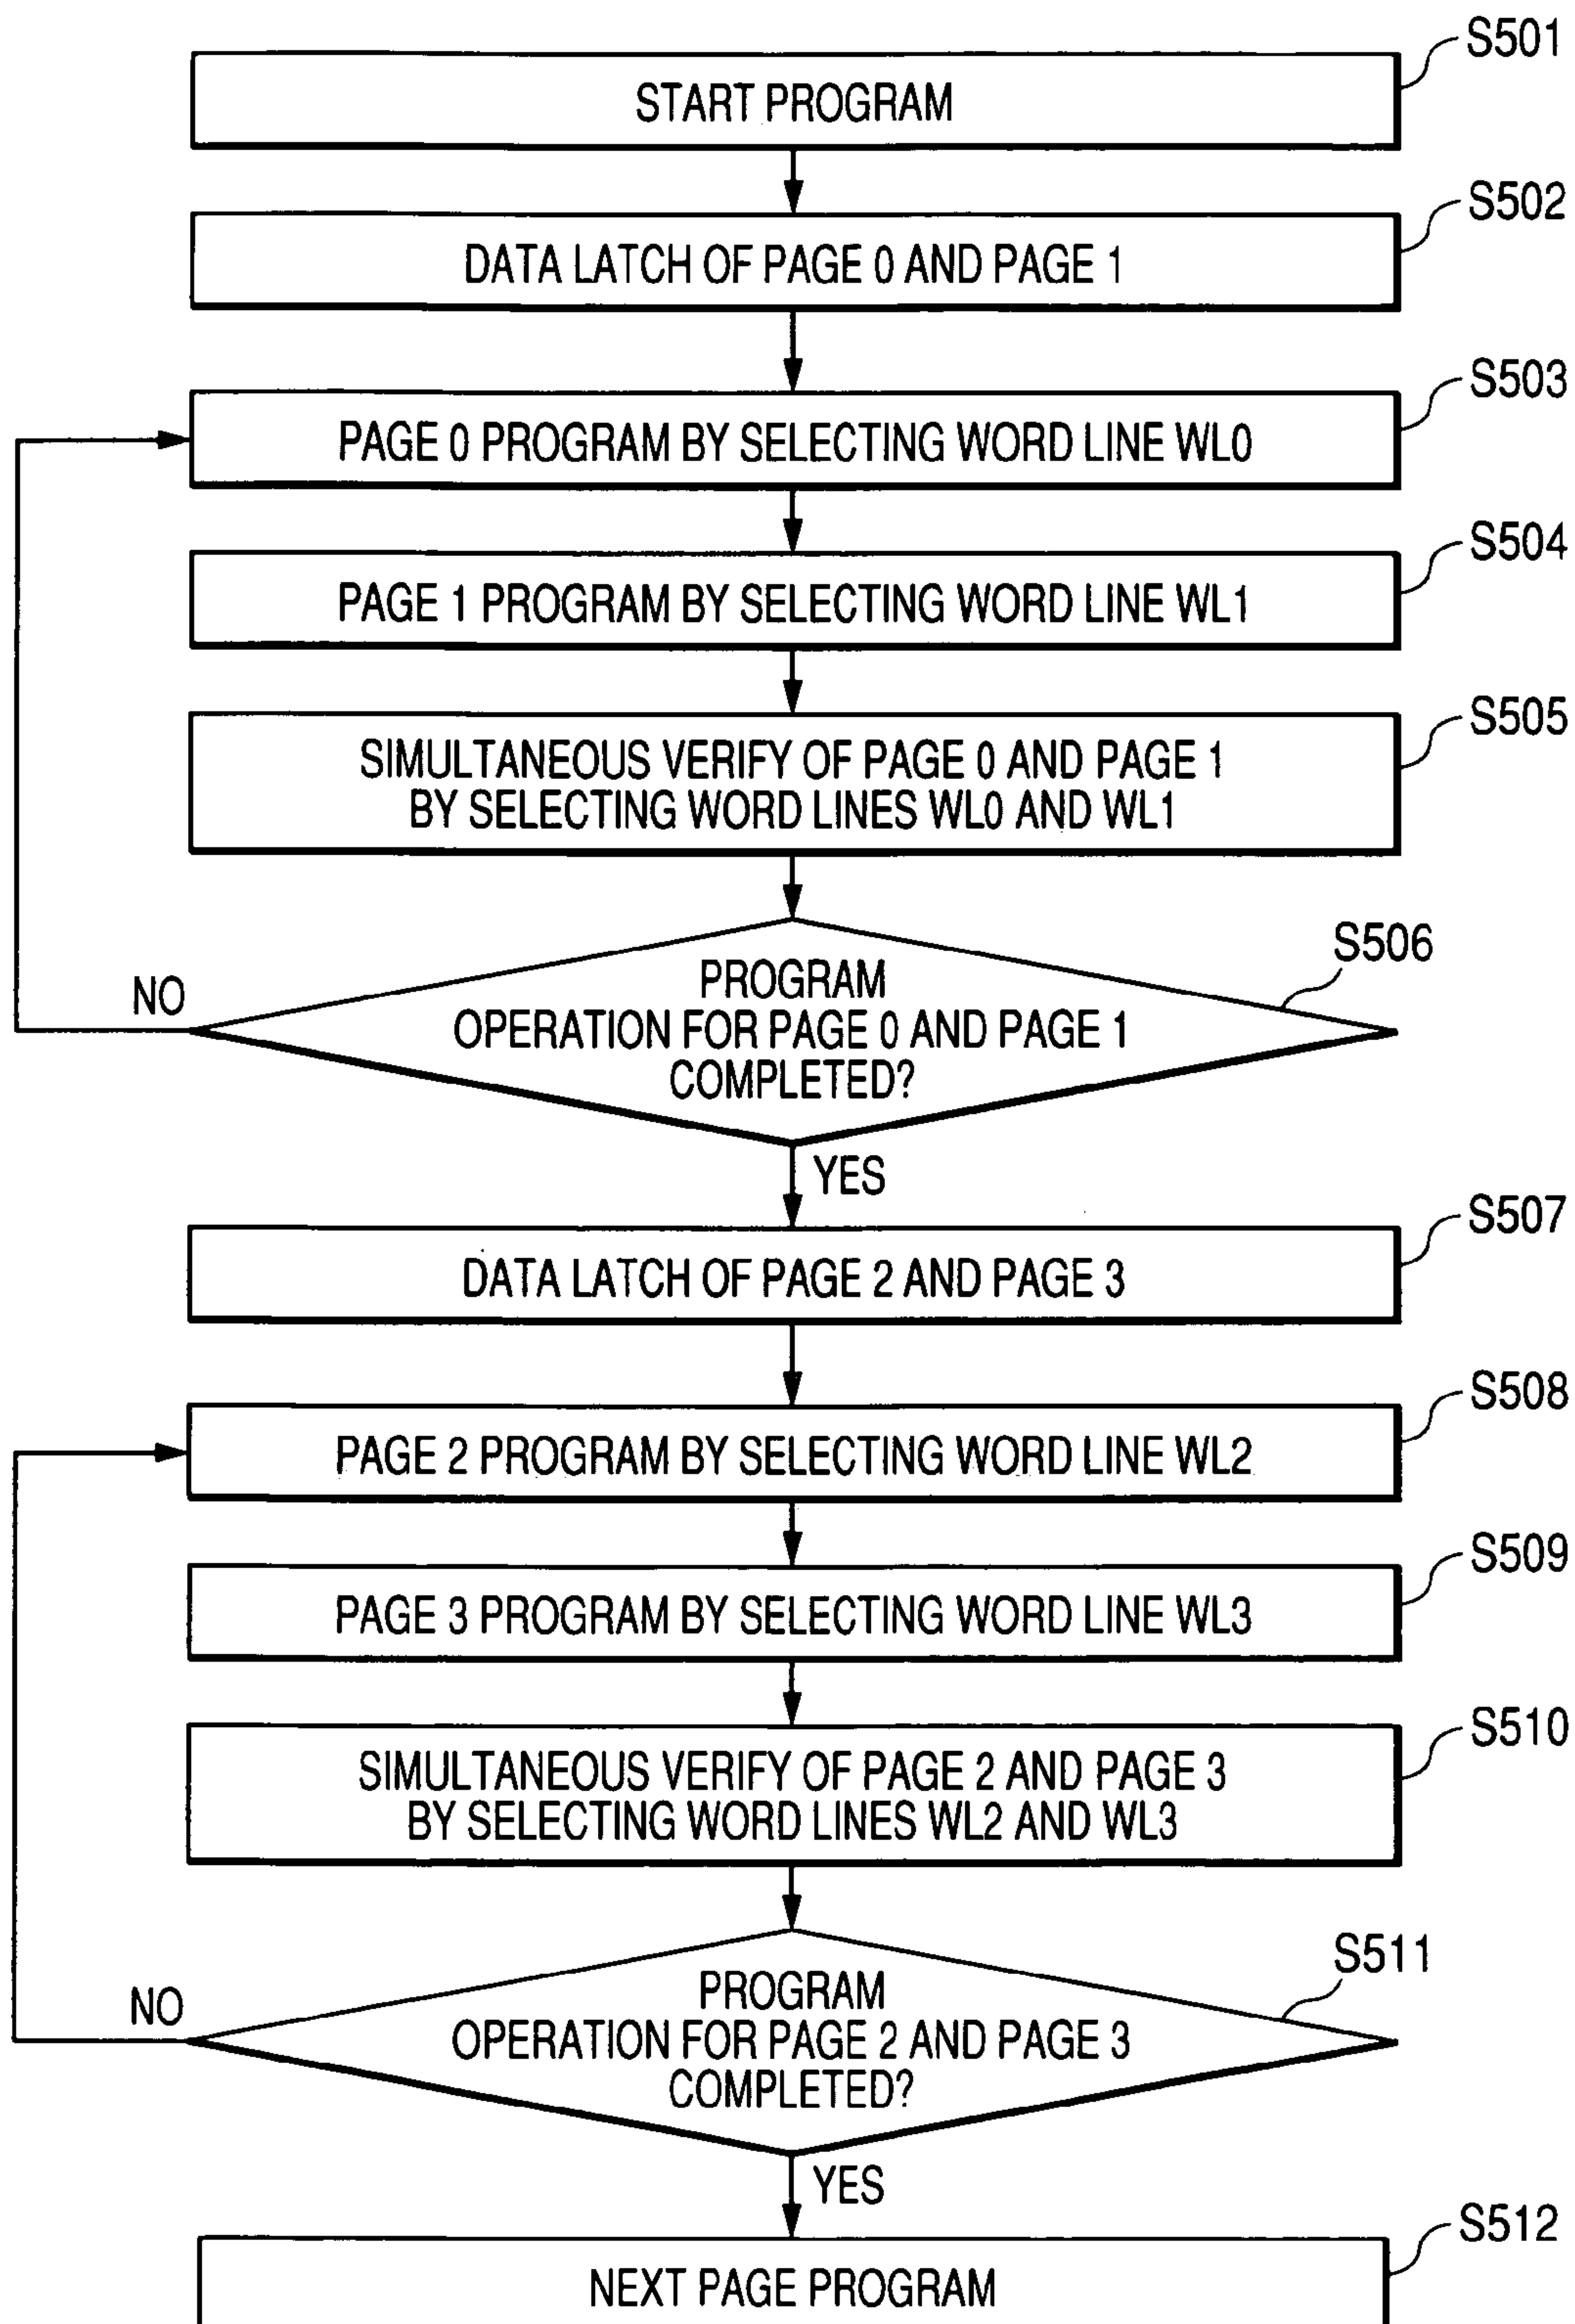 S501
START PROGRAM
S502
DATA LATCH OF PAGE 0 AND PAGE 1
S503
PAGE 0 PROGRAM BY SELECTING WORD LINE WL0
S504
PAGE 1 PROGRAM BY SELECTING WORD LINE WL1
S505
SIMULTANEOUS VERIFY OF PAGE 0 AND PAGE 1
BY SELECTING WORD LINES WL0 AND WL1
S506
PROGRAM
OPERATION FOR PAGE 0 AND PAGE 1
COMPLETED?
NO
YES
S507
DATA LATCH OF PAGE 2 AND PAGE 3
S508
PAGE 2 PROGRAM BY SELECTING WORD LINE WL2
S509
PAGE 3 PROGRAM BY SELECTING WORD LINE WL3
S510
SIMULTANEOUS VERIFY OF PAGE 2 AND PAGE 3
BY SELECTING WORD LINES WL2 AND WL3
S511
PROGRAM
OPERATION FOR PAGE 2 AND PAGE 3
COMPLETED?
NO
YES
S512
NEXT PAGE PROGRAM